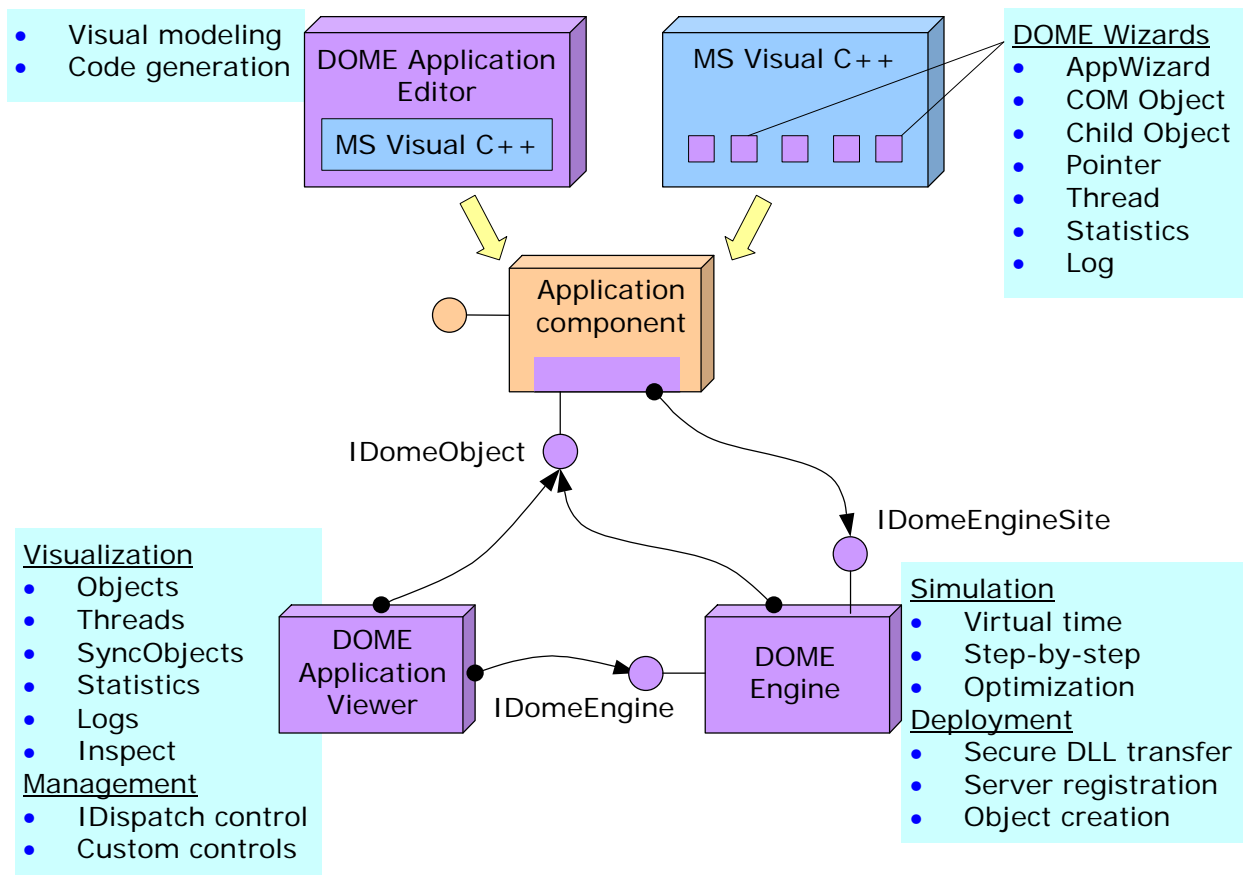 Visual modeling
Code generation
DOME Application
Editor
MS Visual C++
MS Visual C++
DOME Wizards
AppWizard
COM Object
Child Object
Pointer
Thread
Statistics
Log
Application
component
IDomeObject
IDomeEngineSite
Visualization
Objects
Threads
SyncObjects
Statistics
Logs
Inspect
Management
IDispatch control
Custom controls
DOME
Application
Viewer
IDomeEngine
DOME
Engine
Simulation
Virtual time
Step-by-step
Optimization
Deployment
Secure DLL transfer
Server registration
Object creation